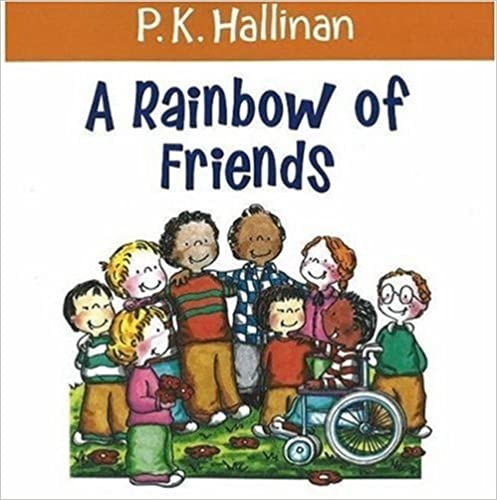 P. K. Hallinan
A Rainbow of
Friends